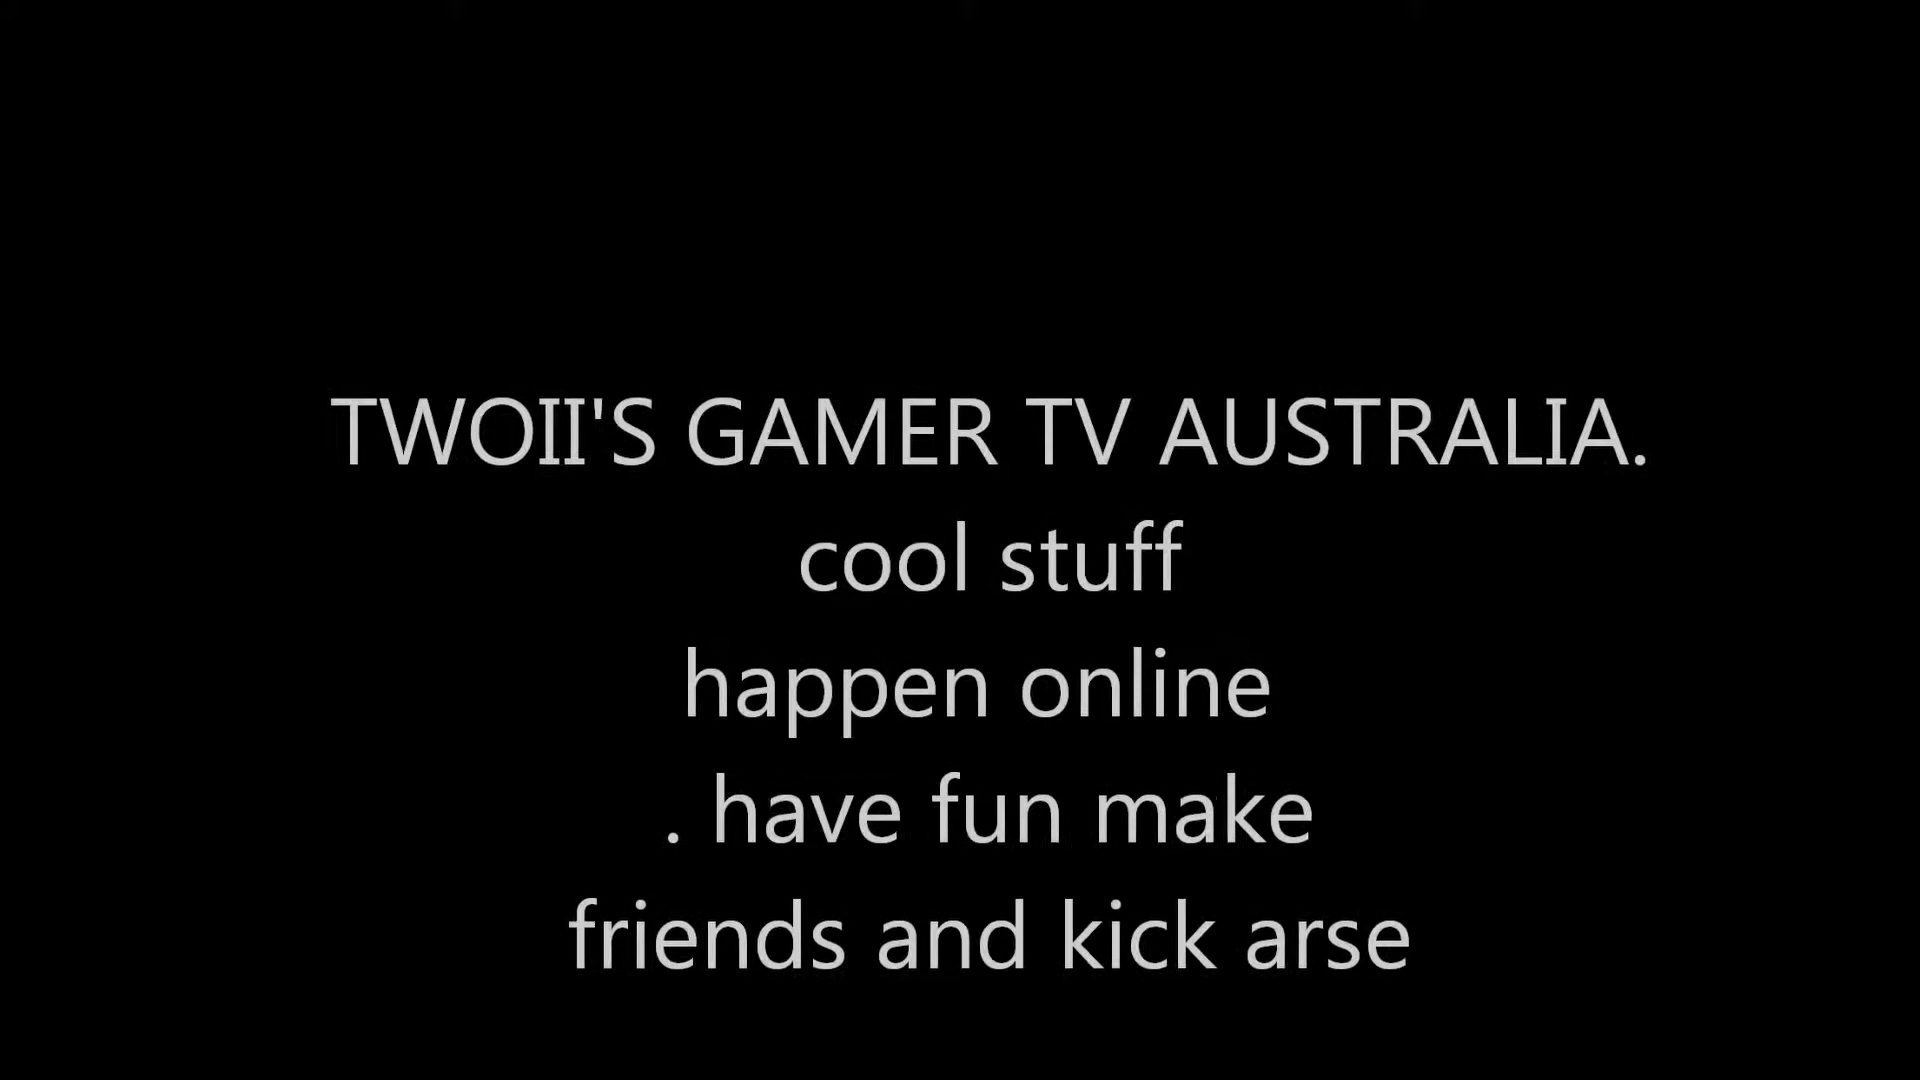 TWOII'S GAMER TV AUSTRALIA.
cool stuff
happen online
. have fun make
friends and kick arse